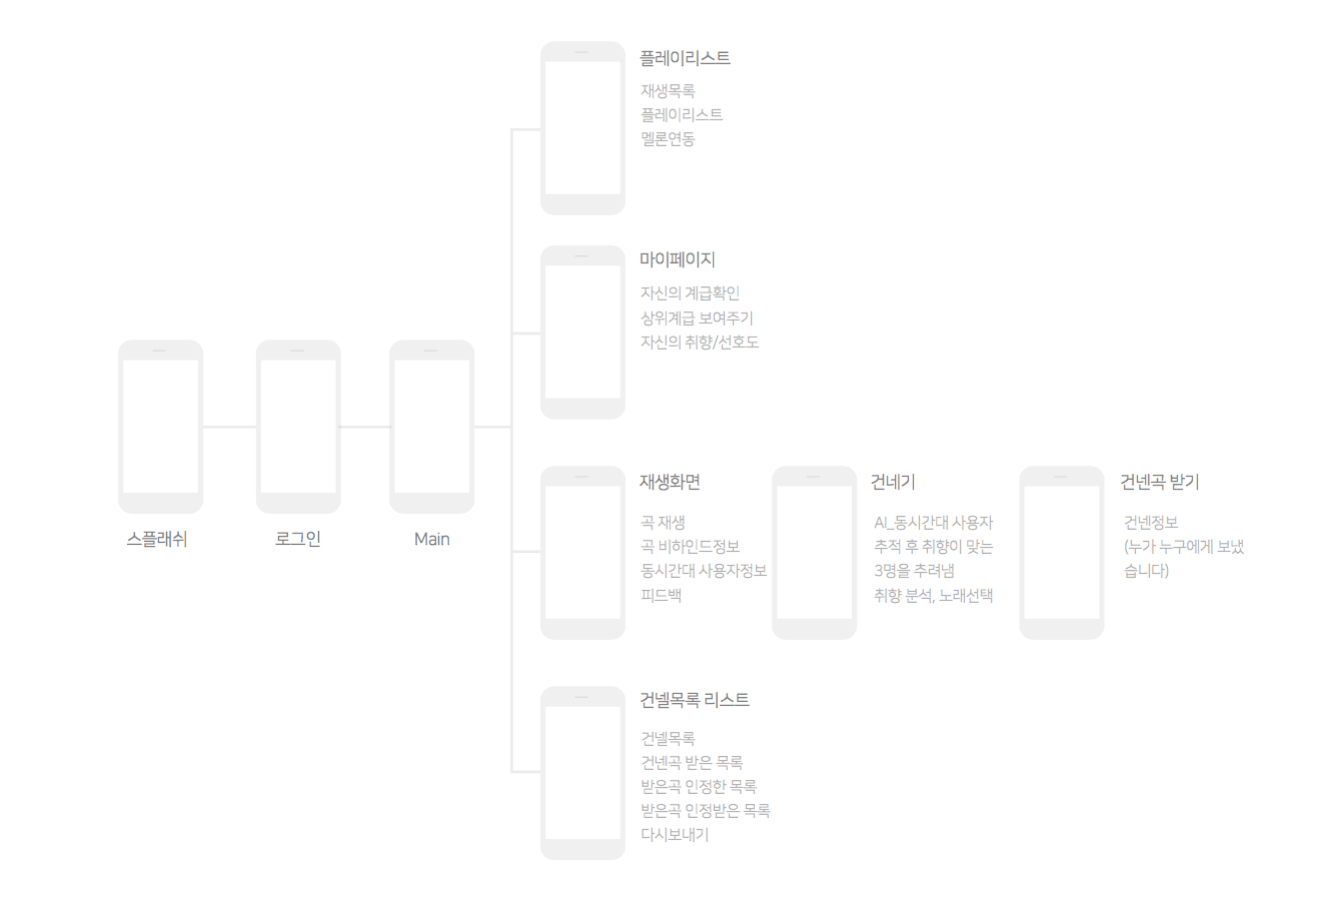 플레이리스트
재생목록
플레이리스트
멜론연동
마이페이지
자신의 계급확인
상위계급 보여주기
자신의 취향/선호도
스플래쉬
로그인
Main
재생화면
곡 재생
곡 비하인드정보
동시간대 사용자정보
피드백
건네기
AI_동시간대 사용자
추적 후 취향이 맞는
3명을 추려냄
취향 분석, 노래선택
건넨곡 받기
건넨정보
(누가 누구에게 보냈
습니다)
건넬목록 리스트
건넬목록
건넨곡 받은 목록
받은곡 인정한 목록
받은곡 인정받은 목록
다시보내기